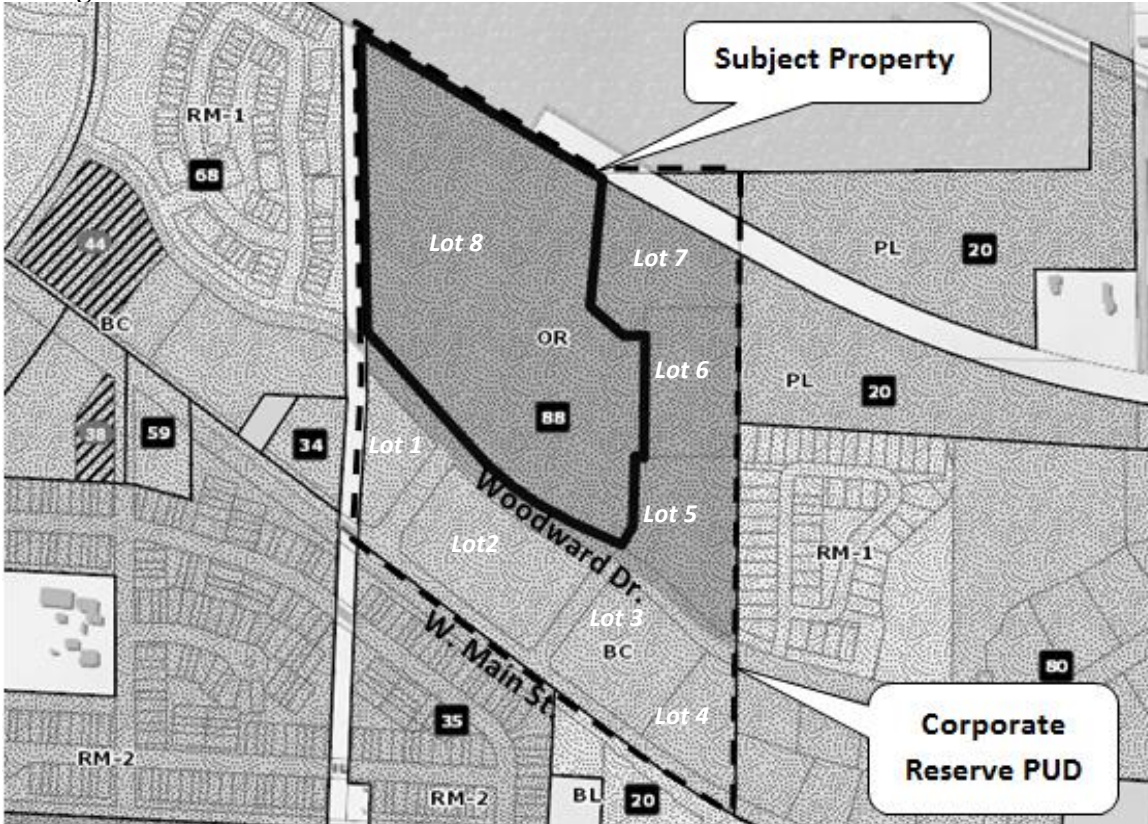 Subject Property
RM-1
68
44
BC
Lot 8
Lot 7
PL
20
OR
Lot 6
PL
20
88
38
59
34
Lot 1
Lot2
Woodward Dr.
Lot 5
RM-1
Lot 3
BC
W. Main St.
80
Lot 4
35
Corporate
Reserve PUD
RM-2
RM-2
BL
20